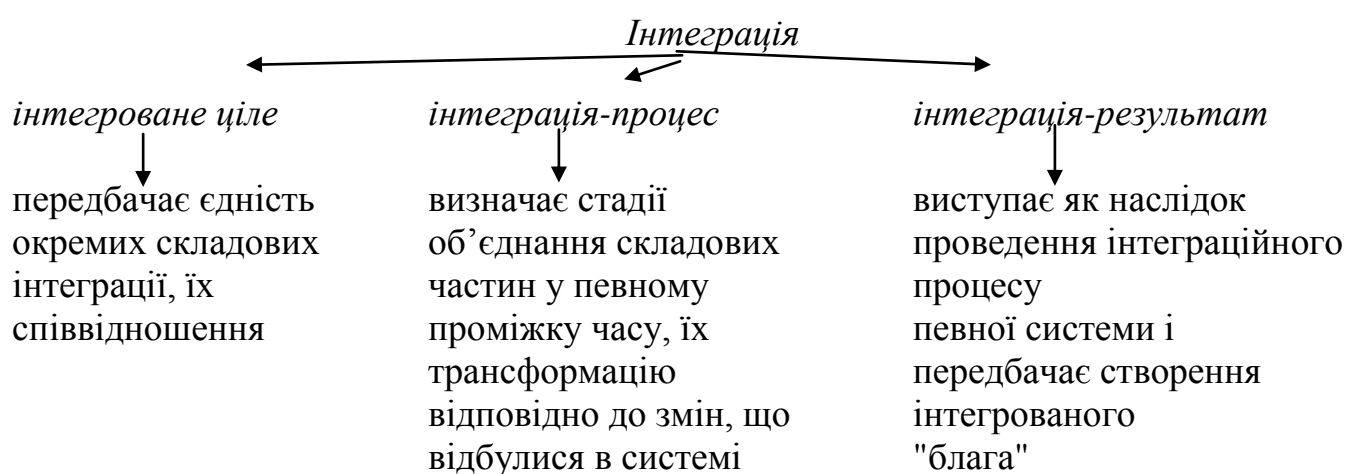 Інтеграція
інтегроване ціле
інтеграція-процес
інтеграція-результат
передбачає єдність
окремих складових
інтеграції, їх
співвідношення
визначає стадії
об’єднання складових
частин у певному
проміжку часу, їх
трансформацію
відповідно до змін, що
відбулися в системі
виступає як наслідок
проведення інтеграційного
процесу
певної системи і
передбачає створення
інтегрованого
"блага"